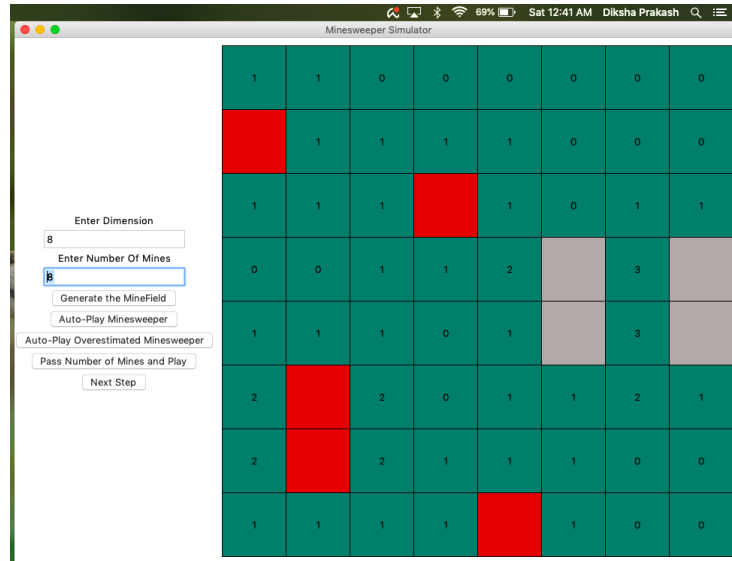 69% Sat 12:41 AM Diksha Prakash
Minesweeper Simulator
Enter Dimension
8
Enter Number Of Mines
8
Generate the MineField
Auto-Play Minesweeper
Auto-Play Overestimated Minesweeper
Pass Number of Mines and Play
Next Step
1 1 0 0 0 0 0 0
1 1 1 1 0 0 0
1 1 1 1 0 1 1
0 0 1 1 2 3
1 1 1 0 1 3
2 2 0 1 1 2 1
2 2 1 1 1 0 0
1 1 1 1 1 0 0